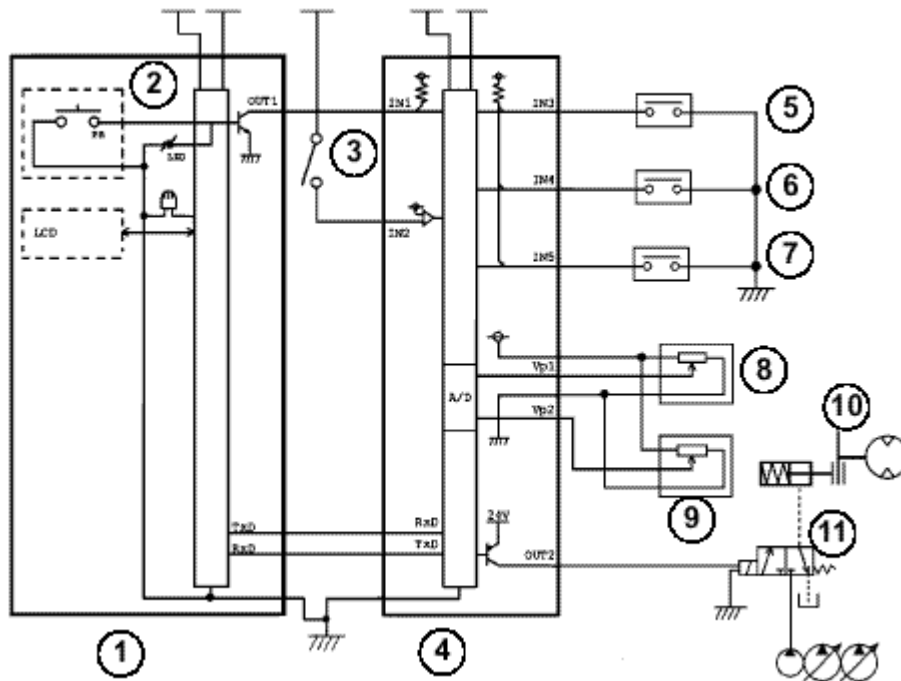 2
OUT1
IN1
IN3
5
PB
3
LED
6
IN4
LCD
IN2
7
IN5
8
Vp1
A/D
10
Vp2
9
24V
11
TxD
RxD
RxD
TxD
OUT2
1
4